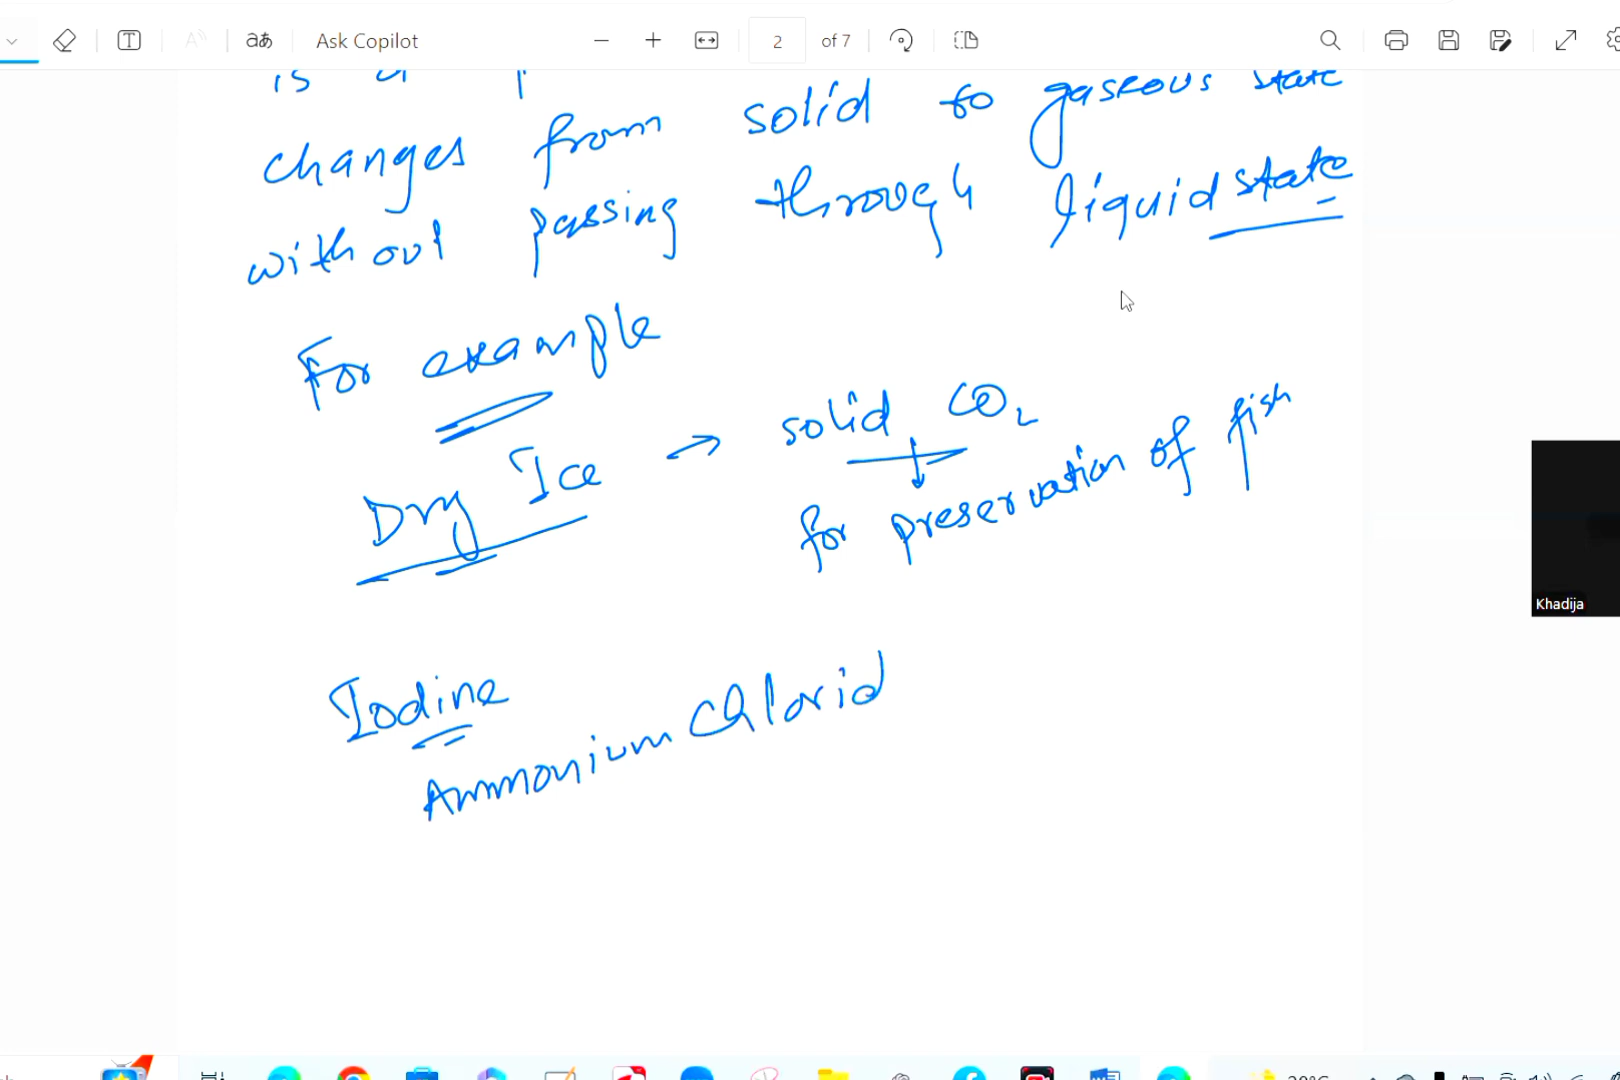 Ask Copilot
2 of 7
is a
changes from solid to gaseous state
without passing through liquid state
For example
Dry Ice → solid CO₂
for preservation of fish
Iodine
Ammonium Chlorid
Khadija